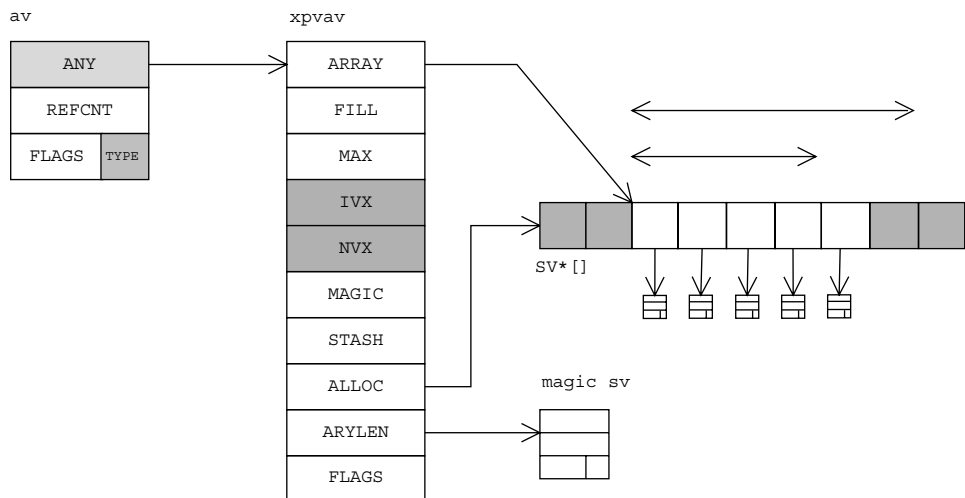 av
ANY
REFCNT
FLAGS
TYPE
xpvav
ARRAY
FILL
MAX
IVX
NVX
MAGIC
STASH
ALLOC
ARYLEN
FLAGS
SV*[]
magic sv